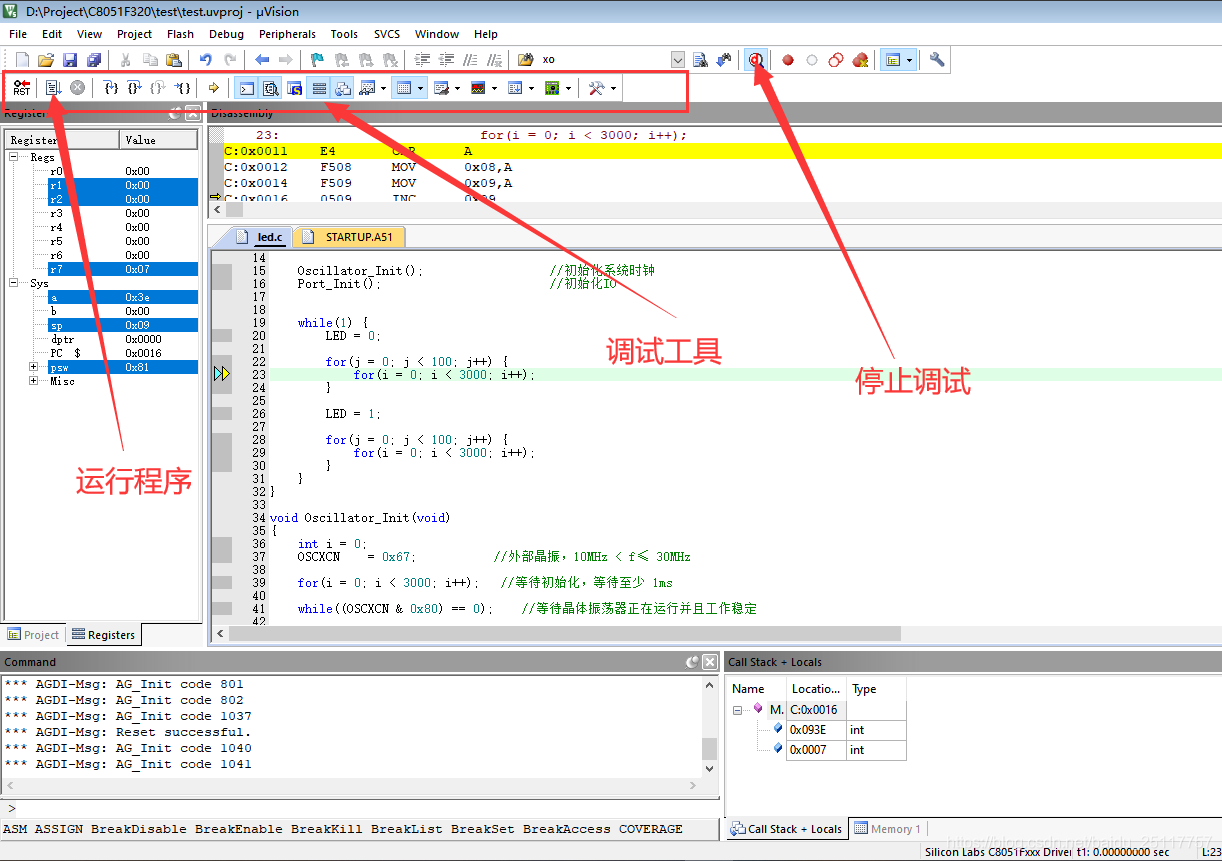 D:\Project\C8051F320\test\test.uvproj - µVision
File Edit View Project Flash Debug Peripherals Tools SVCS Window Help
xo
RST
Disassembly
Register Value
Regs
r0 0x00
r1 0x00
r2 0x00
r3 0x00
r4 0x00
r5 0x00
r6 0x00
r7 0x07
Sys
a 0x3e
b 0x00
sp 0x09
dptr 0x0000
PC $ 0x0016
psw 0x81
Misc
运行程序
Project Registers
23: for(i = 0; i < 3000; i++);
C:0x0011 E4 CLR A
C:0x0012 F508 MOV 0x08,A
C:0x0014 F509 MOV 0x09,A
C:0x0016 0509 INC 0x09
led.c STARTUP.A51
14
15 Oscillator_Init(); //初始化系统时钟
16 Port_Init(); //初始化IO
17
18
19 while(1) {
20 LED = 0;
21
22 for(j = 0; j < 100; j++) {
23 for(i = 0; i < 3000; i++);
24 }
25
26 LED = 1;
27
28 for(j = 0; j < 100; j++) {
29 for(i = 0; i < 3000; i++);
30 }
31 }
32 }
33
34 void Oscillator_Init(void)
35 {
36 int i = 0;
37 OSCXCN = 0x67; //外部晶振，10MHz < f≤ 30MHz
38
39 for(i = 0; i < 3000; i++); //等待初始化，等待至少 1ms
40
41 while((OSCXCN & 0x80) == 0); //等待晶体振荡器正在运行并且工作稳定
42
调试工具
停止调试
Command
*** AGDI-Msg: AG_Init code 801
*** AGDI-Msg: AG_Init code 802
*** AGDI-Msg: AG_Init code 1037
*** AGDI-Msg: Reset successful.
*** AGDI-Msg: AG_Init code 1040
*** AGDI-Msg: AG_Init code 1041
>
ASM ASSIGN BreakDisable BreakEnable BreakKill BreakList BreakSet BreakAccess COVERAGE
Call Stack + Locals
Name Locatio... Type
M. C:0x0016
0x093E int
0x0007 int
Call Stack + Locals Memory 1
https://blog.csdn.net/baidu_25117757
Silicon Labs C8051Fxxx Driver t1: 0.00000000 sec L:23